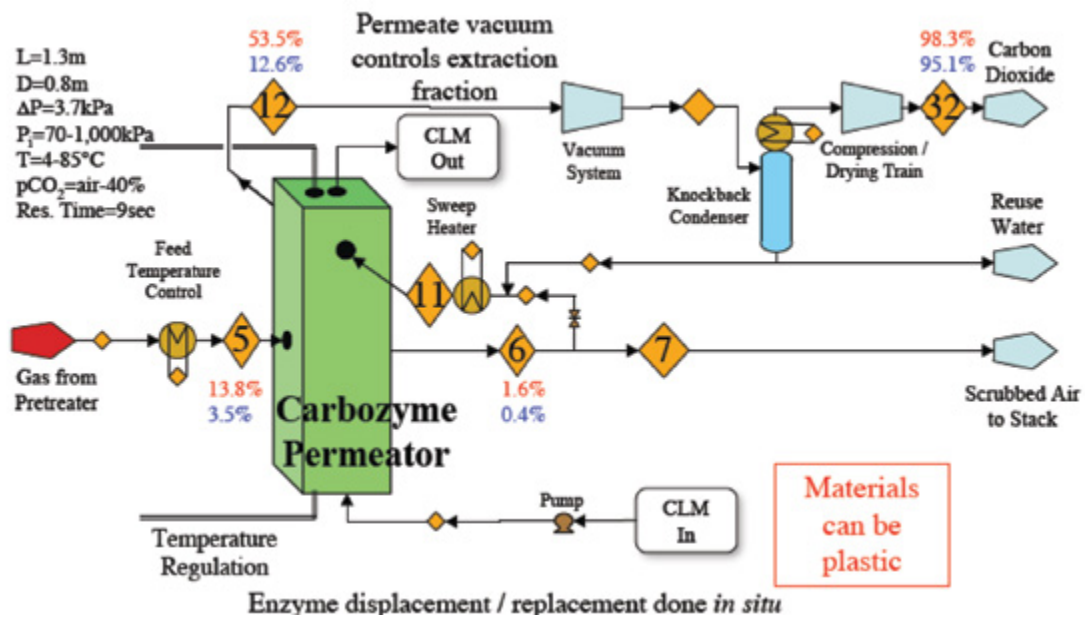 L=1.3m
D=0.8m
ΔP=3.7kPa
Pᵢ=70-1,000kPa
T=4-85°C
pCO₂=air-40%
Res. Time=9sec
53.5%
12.6%
12
Permeate vacuum
controls extraction
fraction
CLM
Out
Vacuum
System
98.3%
95.1%
32
Carbon
Dioxide
Compression /
Drying Train
Knockback
Condenser
Reuse
Water
Sweep
Heater
11
Feed
Temperature
Control
5
13.8%
3.5%
Gas from
Pretreater
6
1.6%
0.4%
7
Scrubbed Air
to Stack
Carbozyme
Permeator
Pump
CLM
In
Materials
can be
plastic
Temperature
Regulation
Enzyme displacement / replacement done in situ